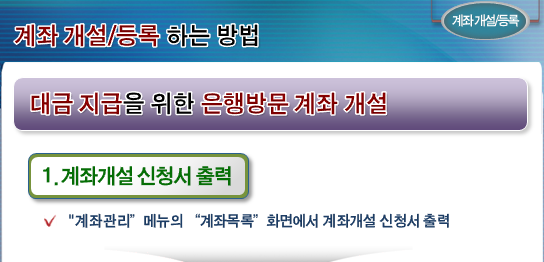 계좌 개설/등록 하는 방법
계좌 개설/등록
대금 지급을 위한 은행방문 계좌 개설
1. 계좌개설 신청서 출력
"계좌관리” 메뉴의 “계좌목록” 화면에서 계좌개설 신청서 출력